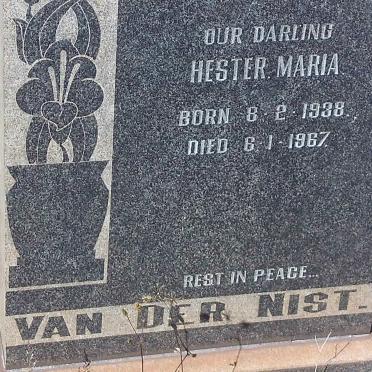 OUR DARLING
HESTER MARIA
BORN 8-2-1938.
DIED 6-1-1967.
REST IN PEACE...
VAN DER NIST.